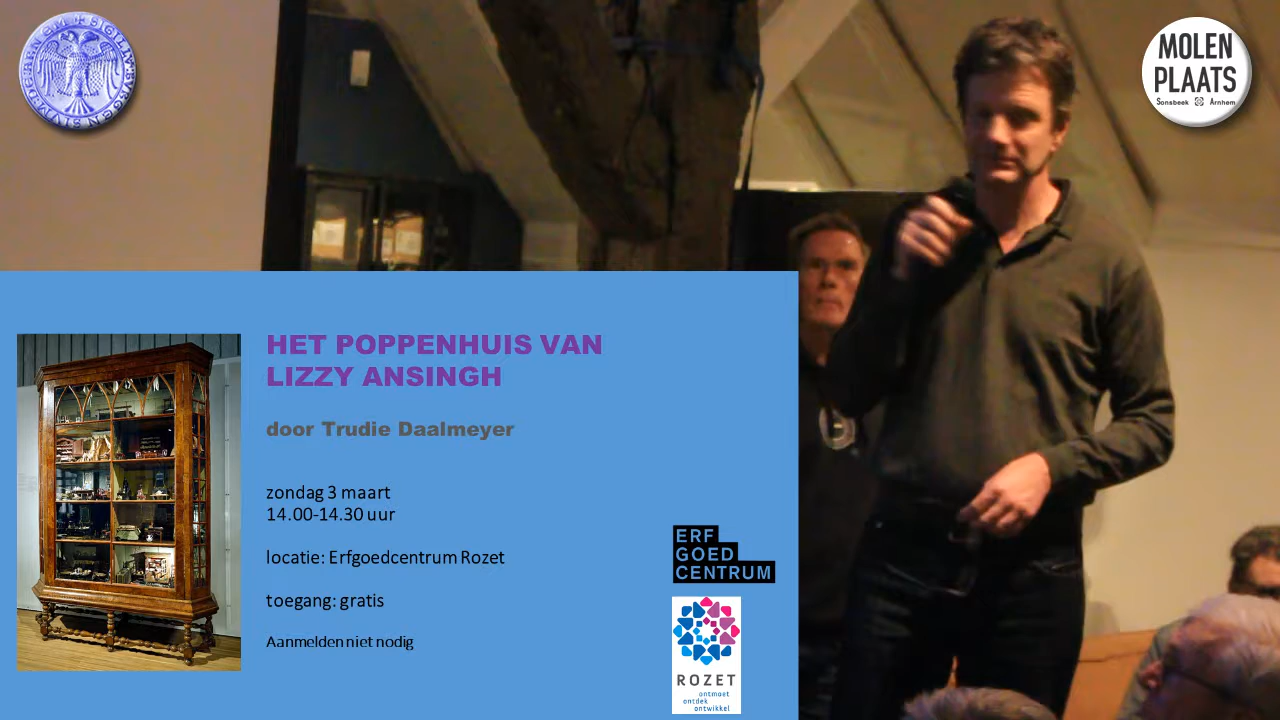 MOLEN
PLAATS
Sonsbeek Arnhem
HET POPPENHUIS VAN
LIZZY ANSINGH
door Trudie Daalmeyer
zondag 3 maart
14.00-14.30 uur
locatie: Erfgoedcentrum Rozet
toegang: gratis
Aanmelden niet nodig
ERF
GOED
CENTRUM
ROZET
ontmoet
ontdek
ontwikkel